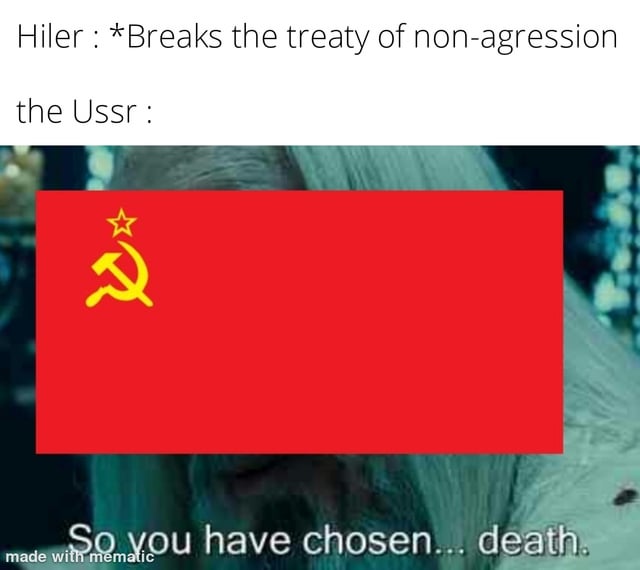 Hiler : *Breaks the treaty of non-agression
the Ussr :
So you have chosen... death.
made with mematic